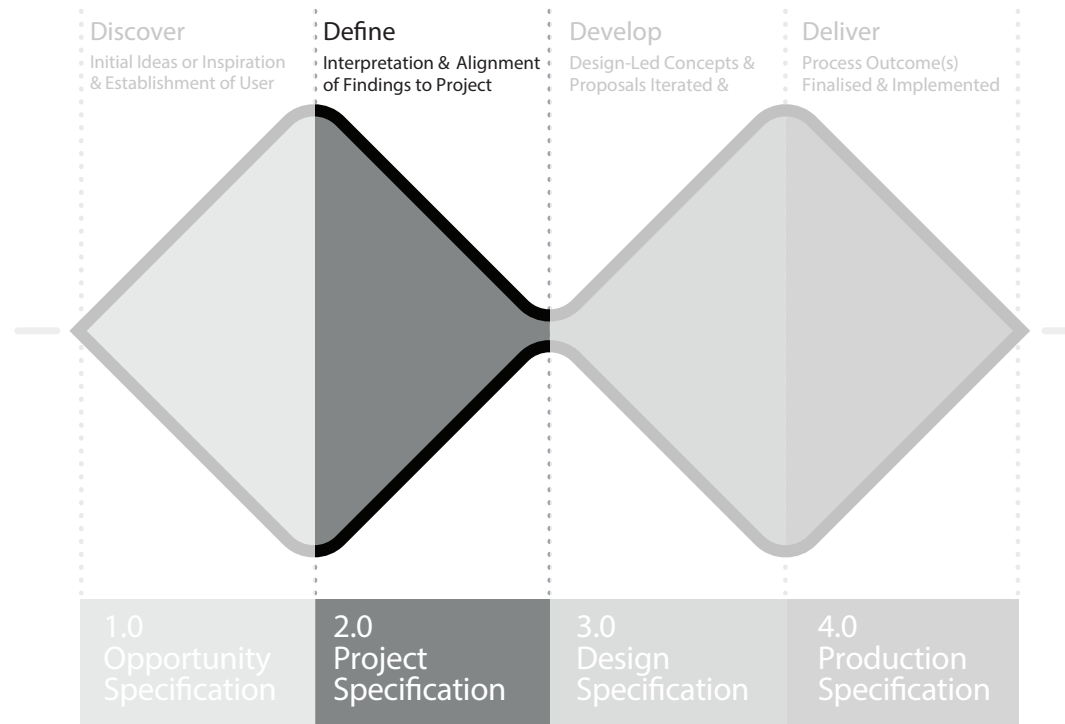 Discover
Initial Ideas or Inspiration
& Establishment of User
Define
Interpretation & Alignment
of Findings to Project
Develop
Design-Led Concepts &
Proposals Iterated &
Deliver
Process Outcome(s)
Finalised & Implemented
1.0
Opportunity
Specification
2.0
Project
Specification
3.0
Design
Specification
4.0
Production
Specification